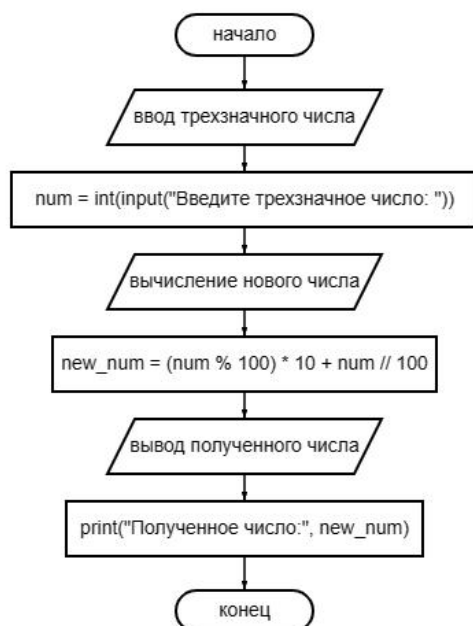 начало
ввод трехзначного числа
num = int(input("Введите трехзначное число: "))
вычисление нового числа
new_num = (num % 100) * 10 + num // 100
вывод полученного числа
print("Полученное число:", new_num)
конец